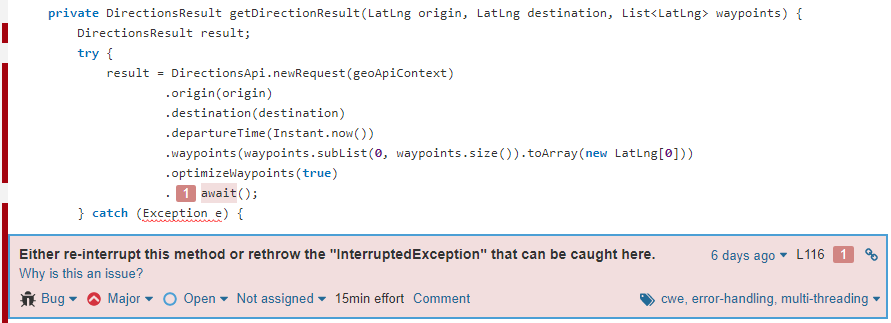 private DirectionsResult getDirectionResult(LatLng origin, LatLng destination, List<LatLng> waypoints) {
DirectionsResult result;
try {
result = DirectionsApi.newRequest(geoApiContext)
.origin(origin)
.destination(destination)
.departureTime(Instant.now())
.waypoints(waypoints.subList(0, waypoints.size()).toArray(new LatLng[0]))
.optimizeWaypoints(true)
. 1 await();
} catch (Exception e) {
Either re-interrupt this method or rethrow the "InterruptedException" that can be caught here. 6 days ago L116 1
Why is this an issue?
Bug Major Open Not assigned 15min effort Comment cwe, error-handling, multi-threading